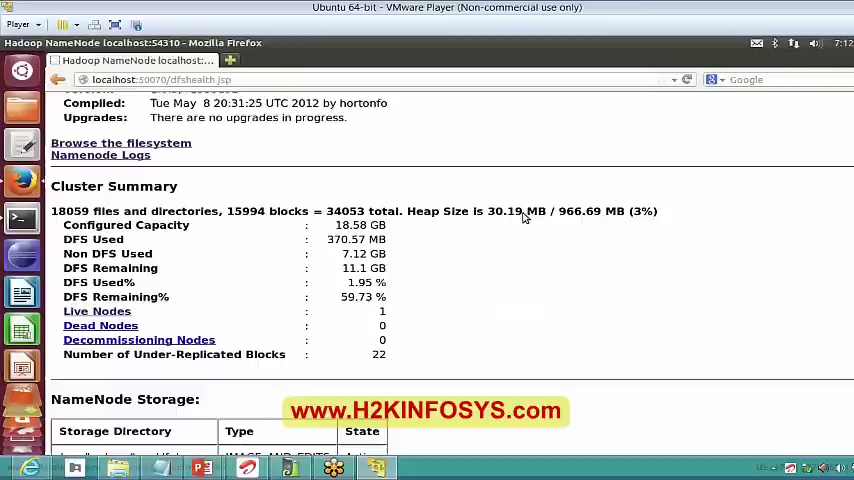 Ubuntu 64-bit - VMware Player (Non-commercial use only)
Player
Hadoop NameNode localhost:54310 - Mozilla Firefox
7:12
Hadoop NameNode localhost:...
localhost:50070/dfshealth.jsp
Google
Compiled: Tue May 8 20:31:25 UTC 2012 by hortonfo
Upgrades: There are no upgrades in progress.
Browse the filesystem
Namenode Logs
Cluster Summary
18059 files and directories, 15994 blocks = 34053 total. Heap Size is 30.19 MB / 966.69 MB (3%)
Configured Capacity : 18.58 GB
DFS Used : 370.57 MB
Non DFS Used : 7.12 GB
DFS Remaining : 11.1 GB
DFS Used% : 1.95 %
DFS Remaining% : 59.73 %
Live Nodes : 1
Dead Nodes : 0
Decommissioning Nodes : 0
Number of Under-Replicated Blocks : 22
NameNode Storage:
www.H2KINFOSYS.com
Storage Directory Type State